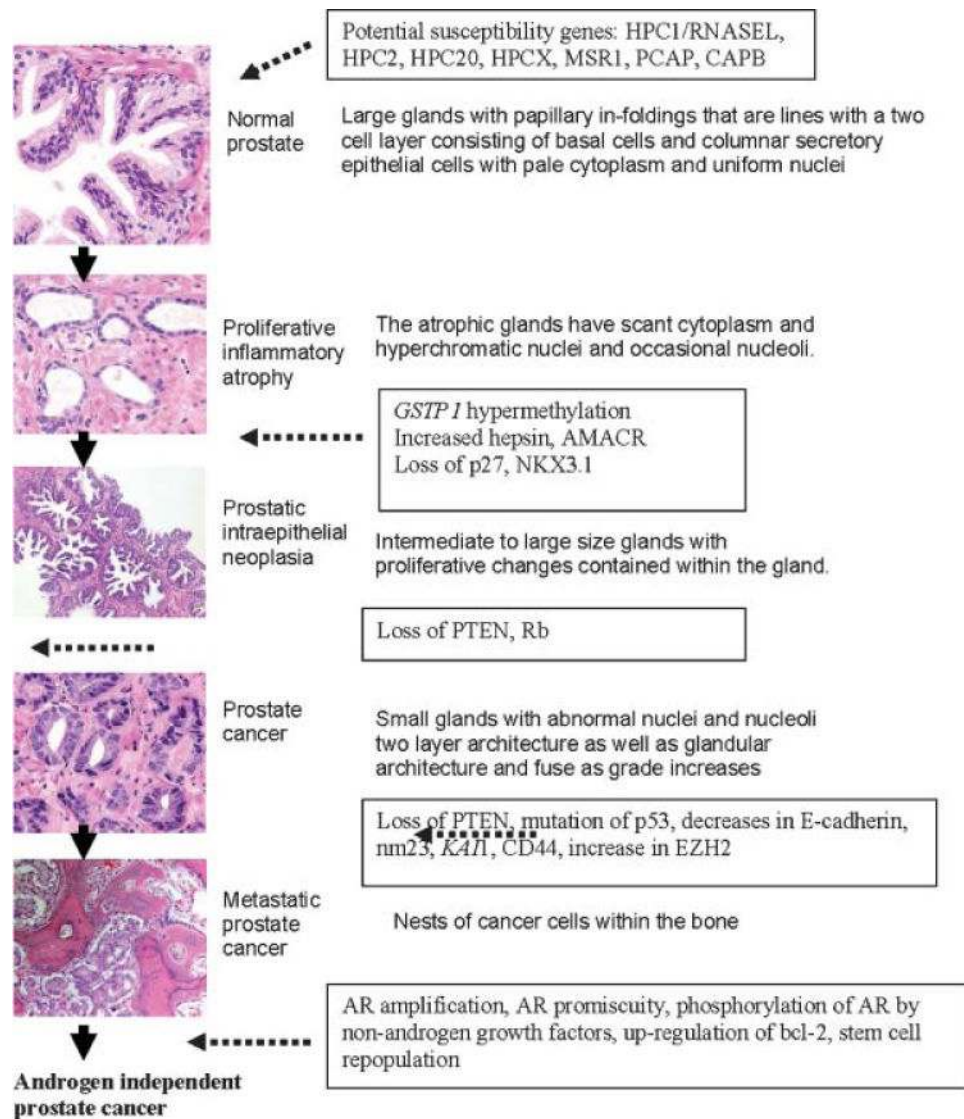 Potential susceptibility genes: HPC1/RNASEL,
HPC2, HPC20, HPCX, MSR1, PCAP, CAPB
Normal
prostate
Large glands with papillary in-foldings that are lines with a two
cell layer consisting of basal cells and columnar secretory
epithelial cells with pale cytoplasm and uniform nuclei
Proliferative
inflammatory
atrophy
The atrophic glands have scant cytoplasm and
hyperchromatic nuclei and occasional nucleoli.
GSTP1 hypermethylation
Increased hepsin, AMACR
Loss of p27, NKX3.1
Prostatic
intraepithelial
neoplasia
Intermediate to large size glands with
proliferative changes contained within the gland.
Loss of PTEN, Rb
Prostate
cancer
Small glands with abnormal nuclei and nucleoli
two layer architecture as well as glandular
architecture and fuse as grade increases
Loss of PTEN, mutation of p53, decreases in E-cadherin,
nm23, KAI1, CD44, increase in EZH2
Metastatic
prostate
cancer
Nests of cancer cells within the bone
AR amplification, AR promiscuity, phosphorylation of AR by
non-androgen growth factors, up-regulation of bcl-2, stem cell
repopulation
Androgen independent
prostate cancer